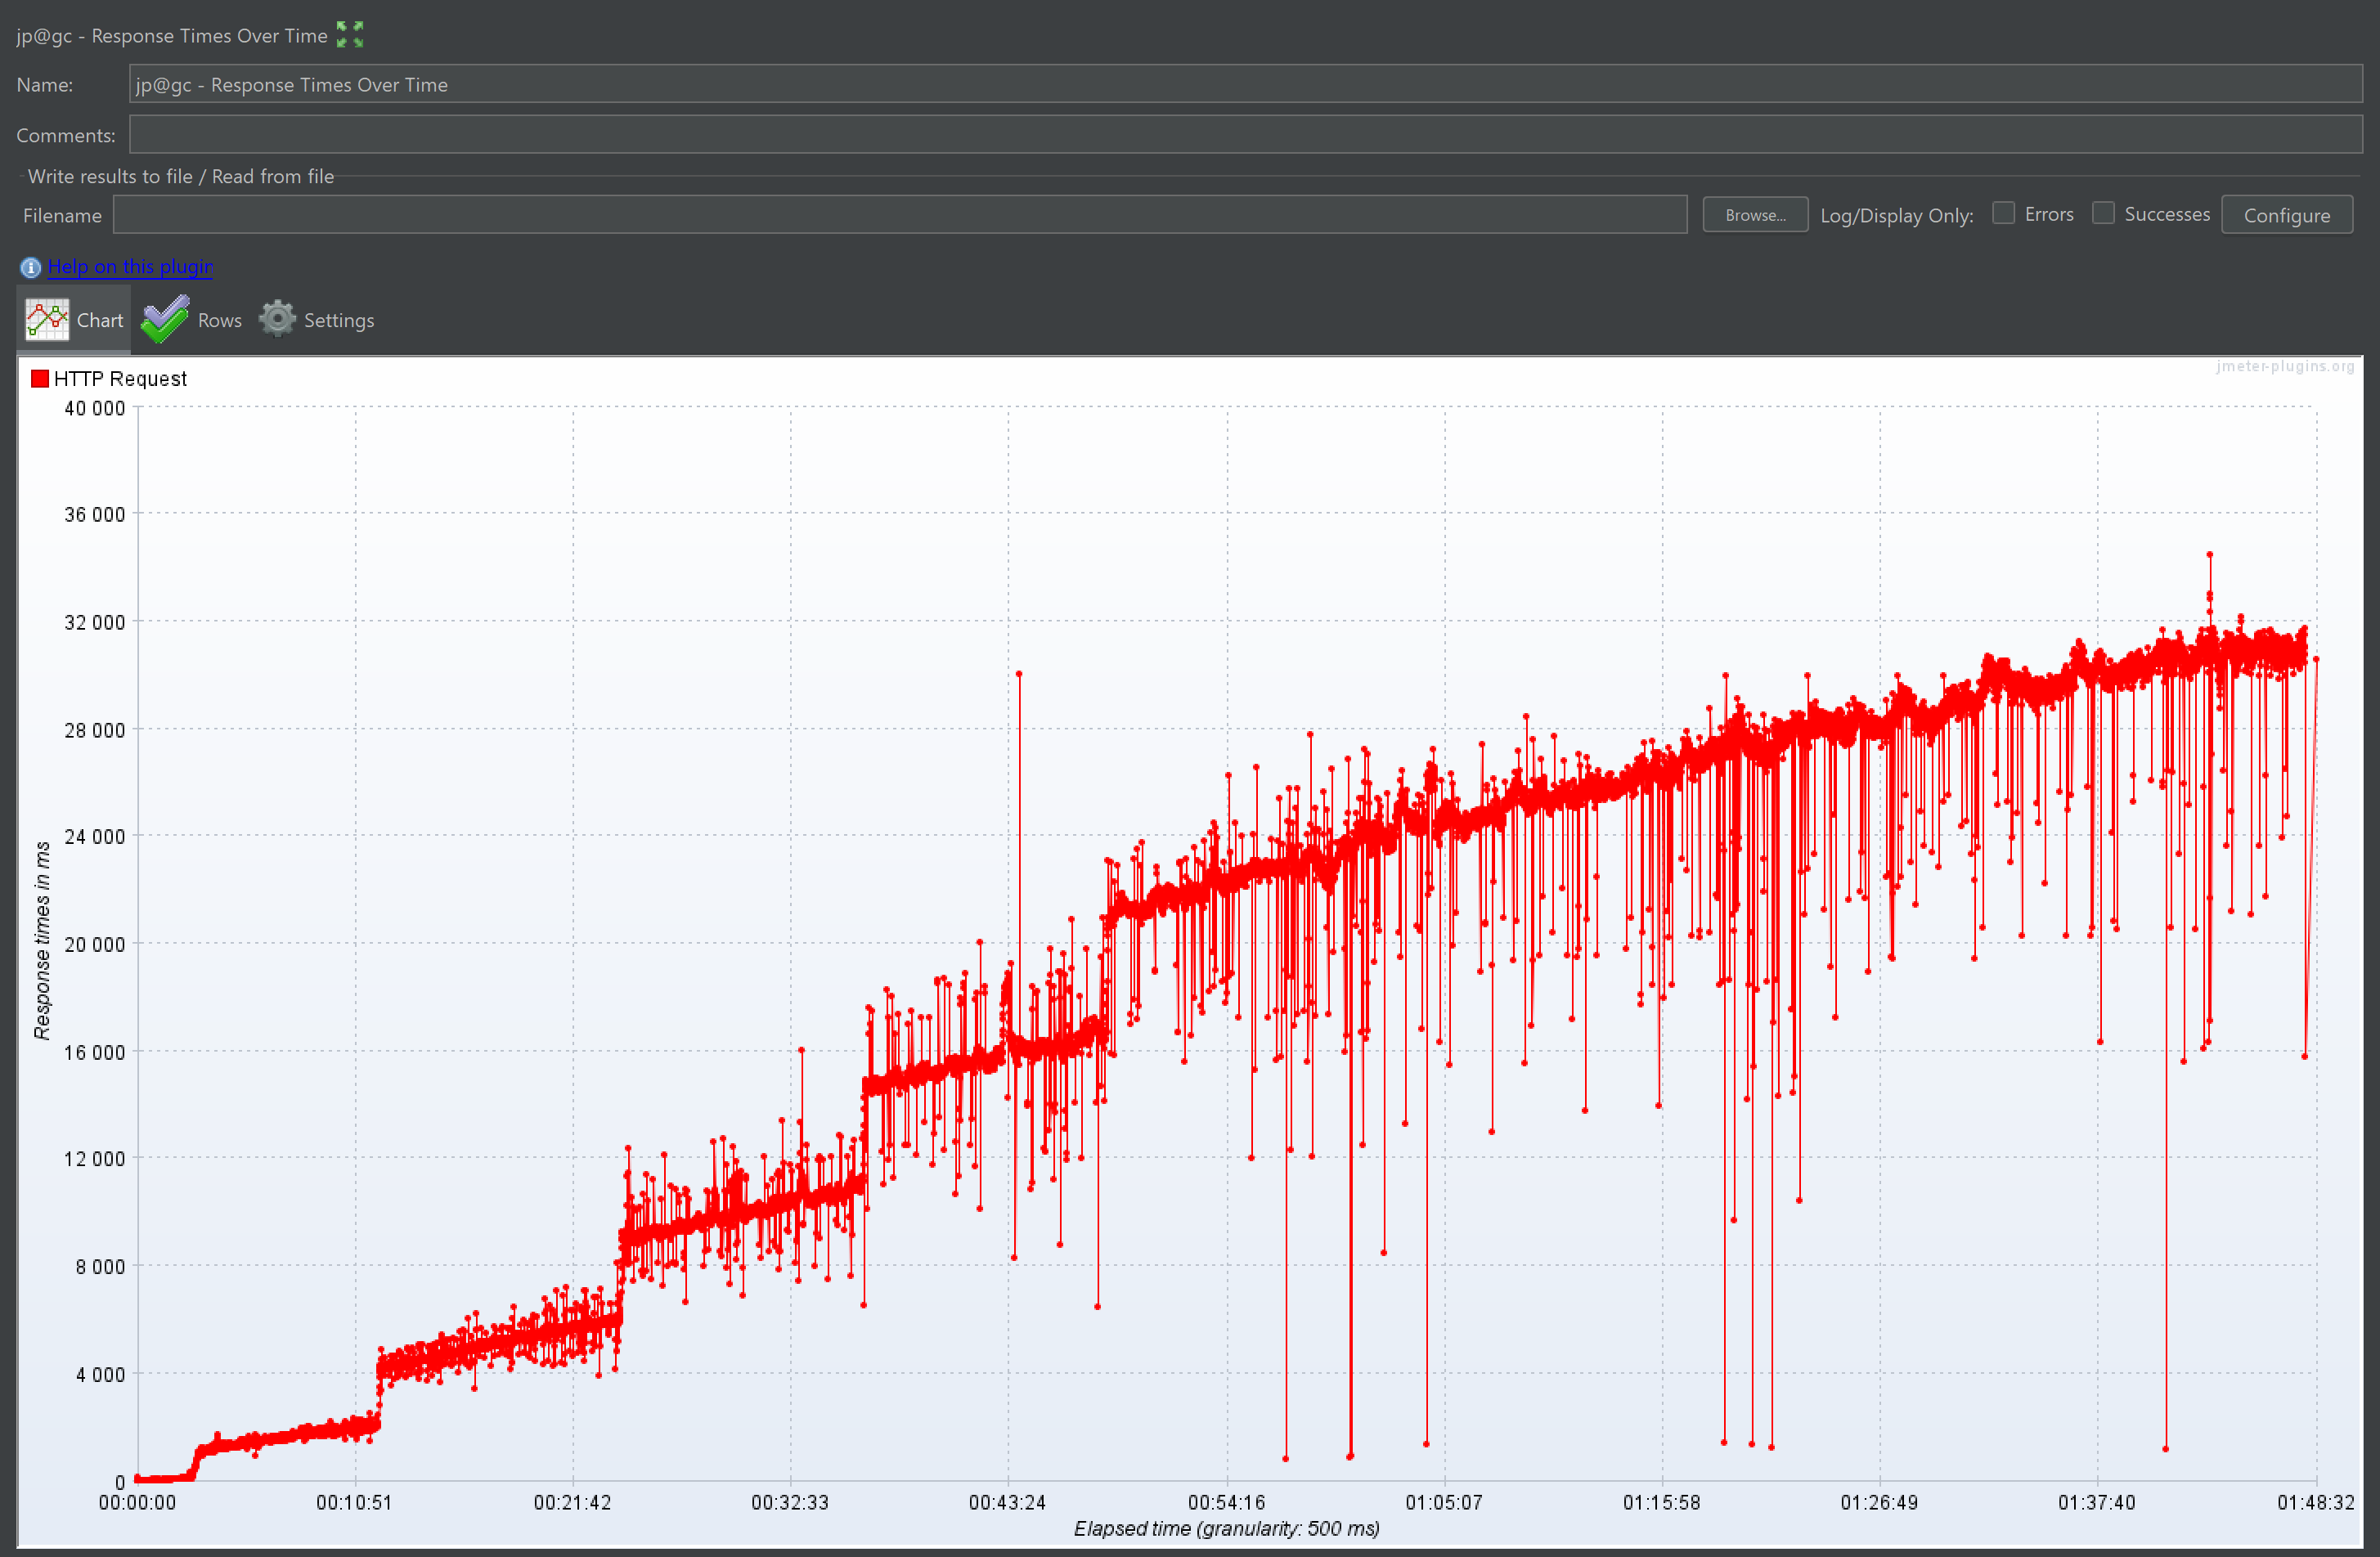 jp@gc - Response Times Over Time
Name: jp@gc - Response Times Over Time
Comments:
Write results to file / Read from file
Filename Browse... Log/Display Only: Errors Successes Configure
Help on this plugin
Chart Rows Settings
HTTP Request
jmeter-plugins.org
40 000
36 000
32 000
28 000
24 000
20 000
16 000
12 000
8 000
4 000
0
Response times in ms
00:00:00 00:10:51 00:21:42 00:32:33 00:43:24 00:54:16 01:05:07 01:15:58 01:26:49 01:37:40 01:48:32
Elapsed time (granularity: 500 ms)